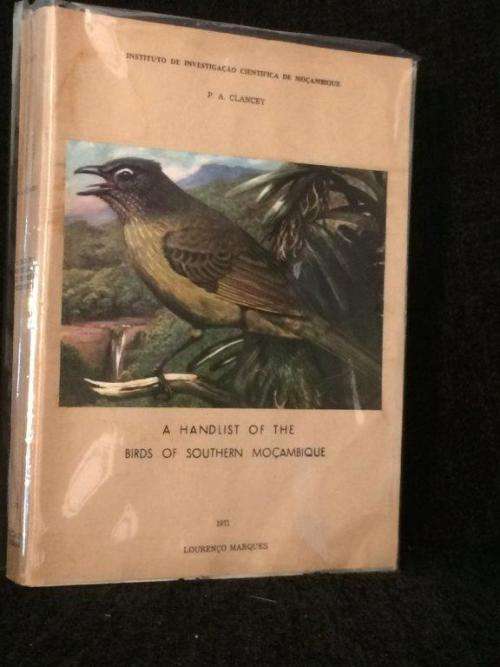 INSTITUTO DE INVESTIGAÇÃO CIENTÍFICA DE MOÇAMBIQUE
P. A. CLANCEY
A HANDLIST OF THE
BIRDS OF SOUTHERN MOÇAMBIQUE
1971
LOURENÇO MARQUES